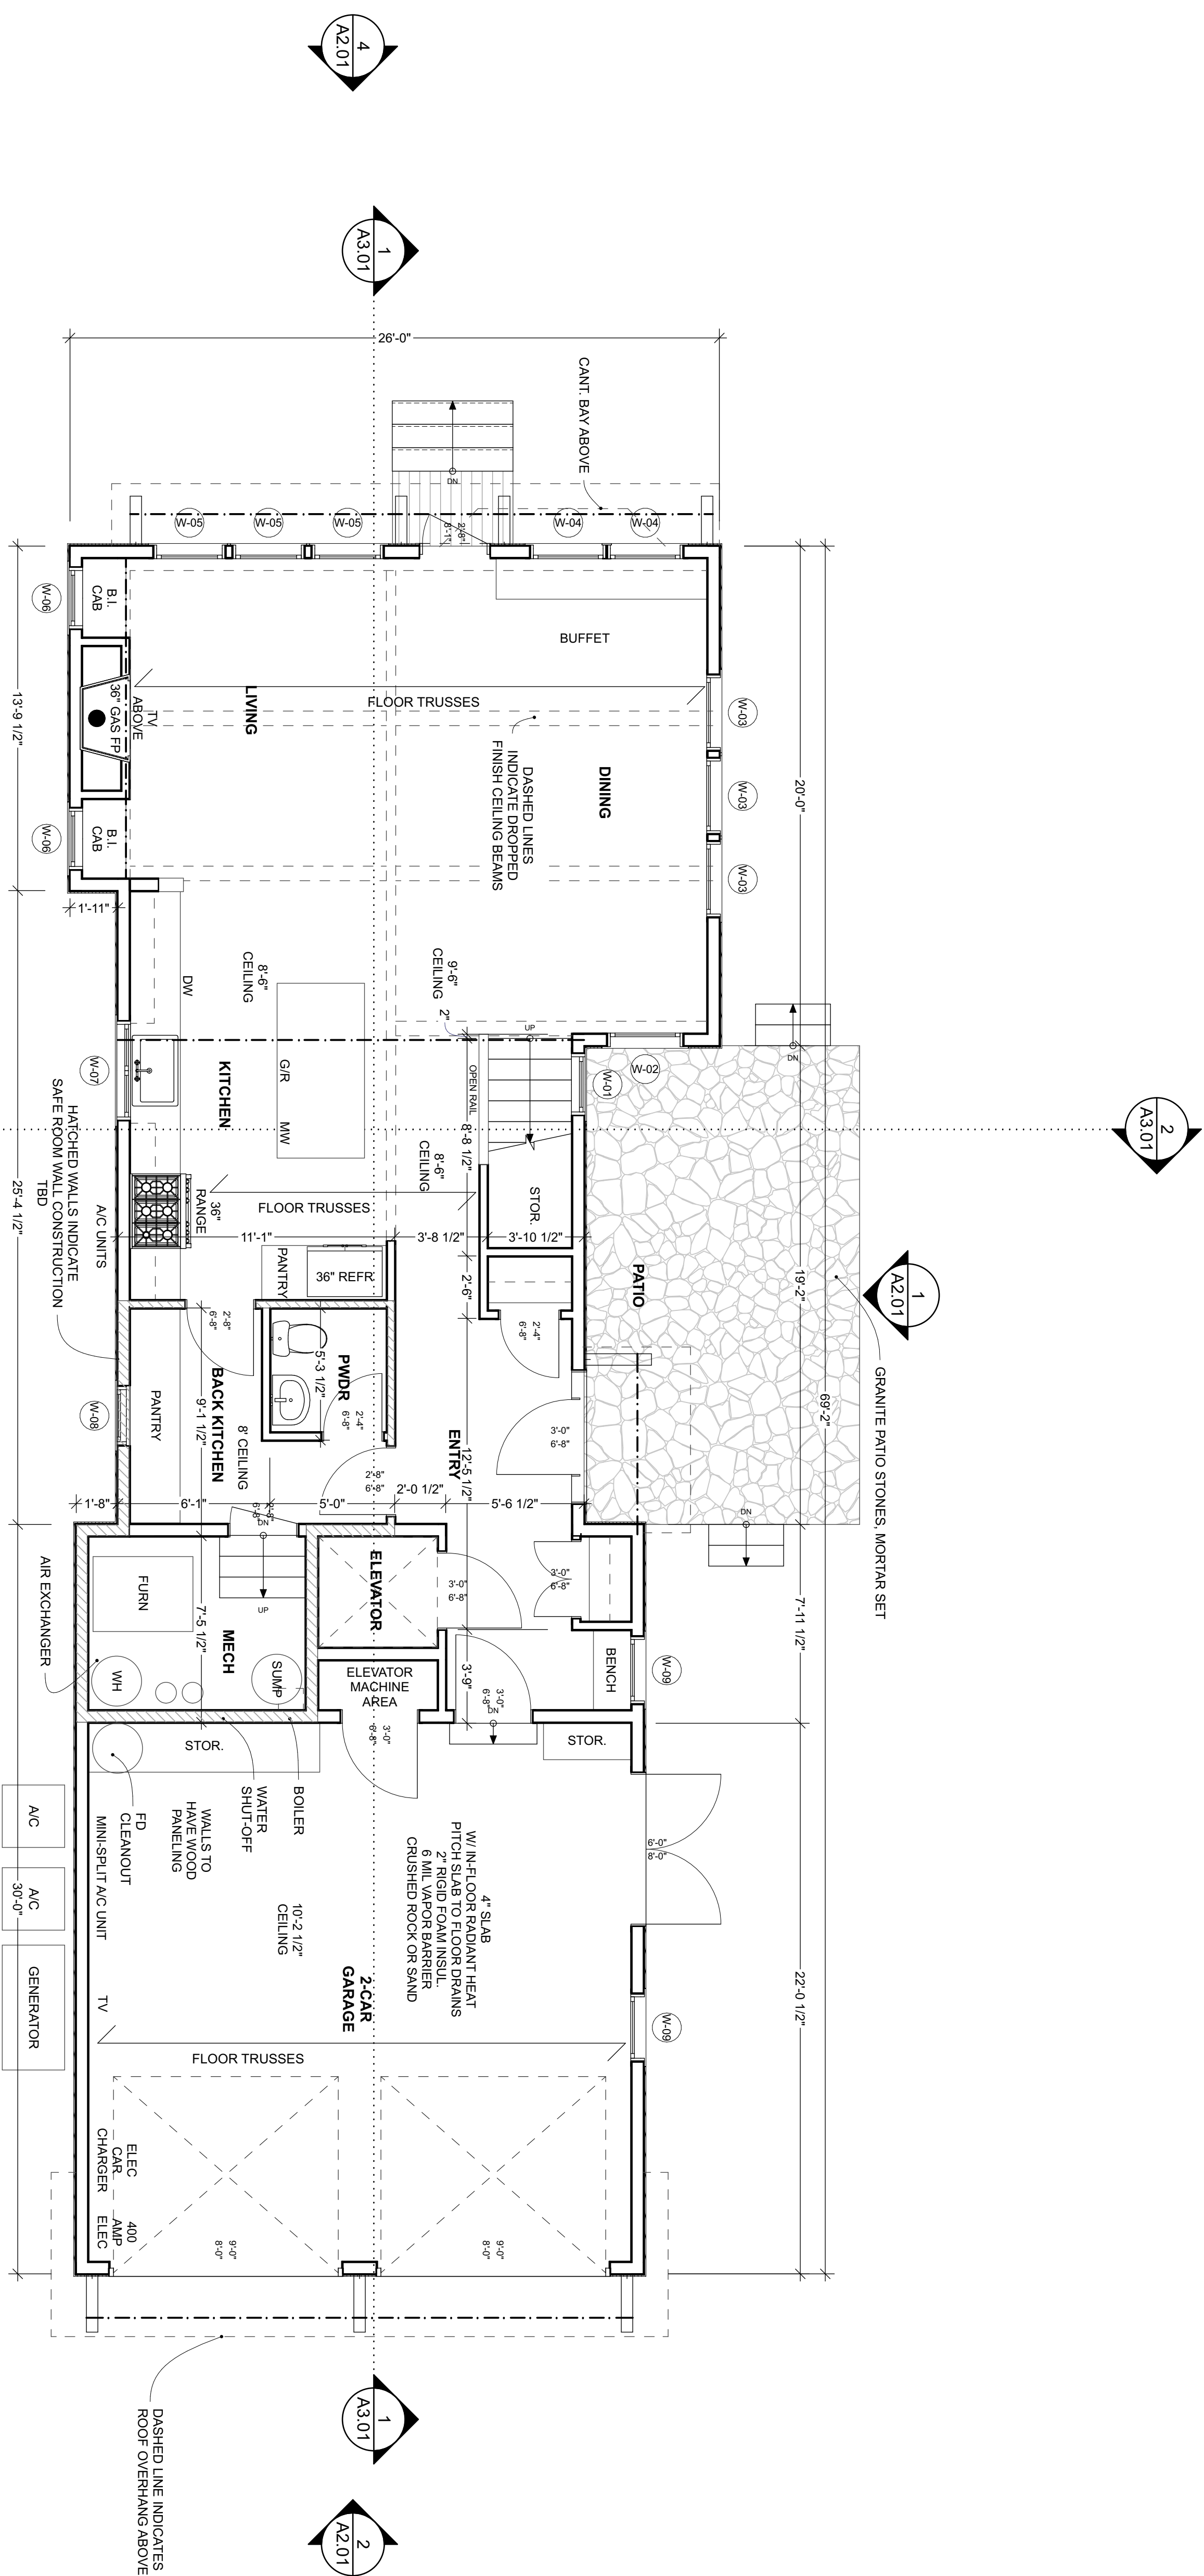 4
A2.01
1
A3.01
26'-0"
CANT. BAY ABOVE
DN
W-05
W-05
W-05
2'-8"
8'-1"
W-04
W-04
W-06
B.I.
CAB
BUFFET
36" GAS FP
TV
ABOVE
LIVING
FLOOR TRUSSES
DASHED LINES
INDICATE DROPPED
FINISH CEILING BEAMS
DINING
W-03
W-03
W-03
20'-0"
13'-9 1/2"
W-06
B.I.
CAB
1'-11"
DW
8'-6"
CEILING
9'-6"
CEILING
2"
UP
DN
W-07
KITCHEN
G/R
MW
OPEN RAIL
8'-8 1/2"
W-01
W-02
2
A3.01
HATCHED WALLS INDICATE
SAFE ROOM WALL CONSTRUCTION
TBD
A/C UNITS
25'-4 1/2"
36"
RANGE
FLOOR TRUSSES
8'-6"
CEILING
STOR.
11'-1"
3'-8 1/2"
3'-10 1/2"
PATIO
19'-2"
69'-2"
1
A2.01
GRANITE PATIO STONES, MORTAR SET
PANTRY
36" REFR
2'-6"
2'-8"
6'-8"
5'-3 1/2"
PWDR
2'-4"
6'-8"
2'-4"
6'-8"
W-08
PANTRY
BACK KITCHEN
9'-1 1/2"
8' CEILING
ENTRY
12'-5 1/2"
3'-0"
6'-8"
2'-8"
6'-8"
1'-8"
6'-1"
5'-0"
2'-0 1/2"
5'-6 1/2"
2'-8"
6'-8"
DN
DN
AIR EXCHANGER
FURN
7'-5 1/2"
UP
MECH
ELEVATOR
3'-0"
6'-8"
3'-0"
6'-8"
7'-11 1/2"
WH
SUMP
ELEVATOR
MACHINE
AREA
3'-9"
3'-0"
6'-8"
DN
BENCH
W-09
STOR.
3'-0"
6'-8"
STOR.
A/C
A/C
GENERATOR
30'-0"
FD
CLEANOUT
MINI-SPLIT A/C UNIT
WALLS TO
HAVE WOOD
PANELING
WATER
SHUT-OFF
BOILER
6'-0"
8'-0"
10'-2 1/2"
CEILING
4" SLAB
W/ IN-FLOOR RADIANT HEAT
PITCH SLAB TO FLOOR DRAINS
2" RIGID FOAM INSUL.
6 MIL VAPOR BARRIER
CRUSHED ROCK OR SAND
2-CAR
GARAGE
TV
FLOOR TRUSSES
W-09
22'-0 1/2"
ELEC
CAR
CHARGER
400
AMP
ELEC
9'-0"
8'-0"
9'-0"
8'-0"
DASHED LINE INDICATES
ROOF OVERHANG ABOVE
1
A3.01
2
A2.01